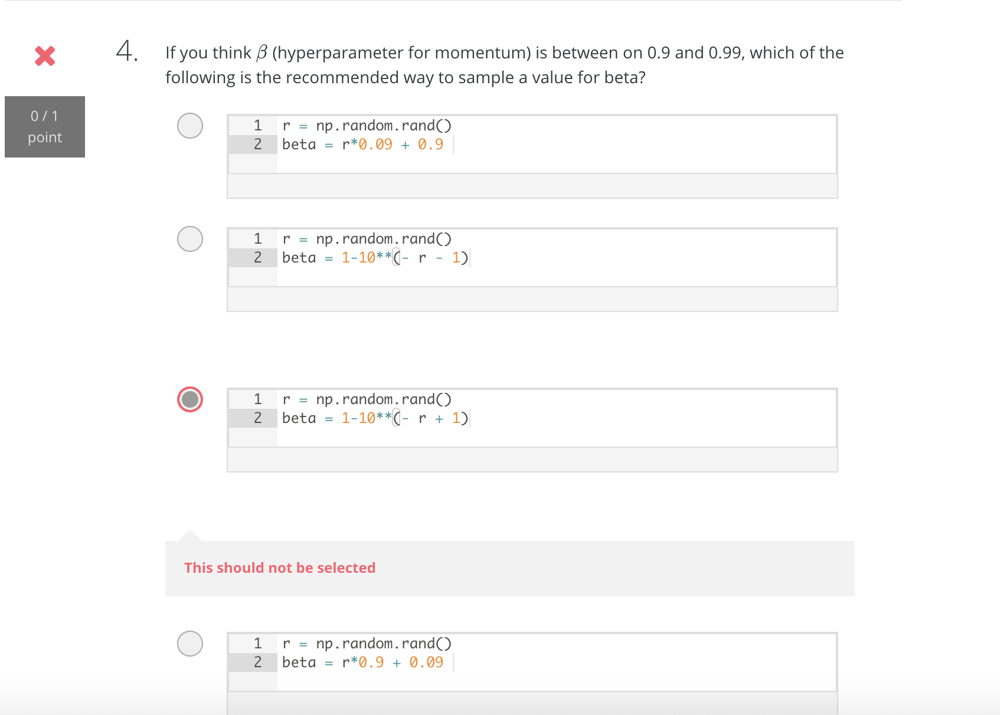 4.
If you think β (hyperparameter for momentum) is between on 0.9 and 0.99, which of the
following is the recommended way to sample a value for beta?
0 / 1
point
1 r = np.random.rand()
2 beta = r*0.09 + 0.9
1 r = np.random.rand()
2 beta = 1-10**(- r - 1)
1 r = np.random.rand()
2 beta = 1-10**(- r + 1)
This should not be selected
1 r = np.random.rand()
2 beta = r*0.9 + 0.09